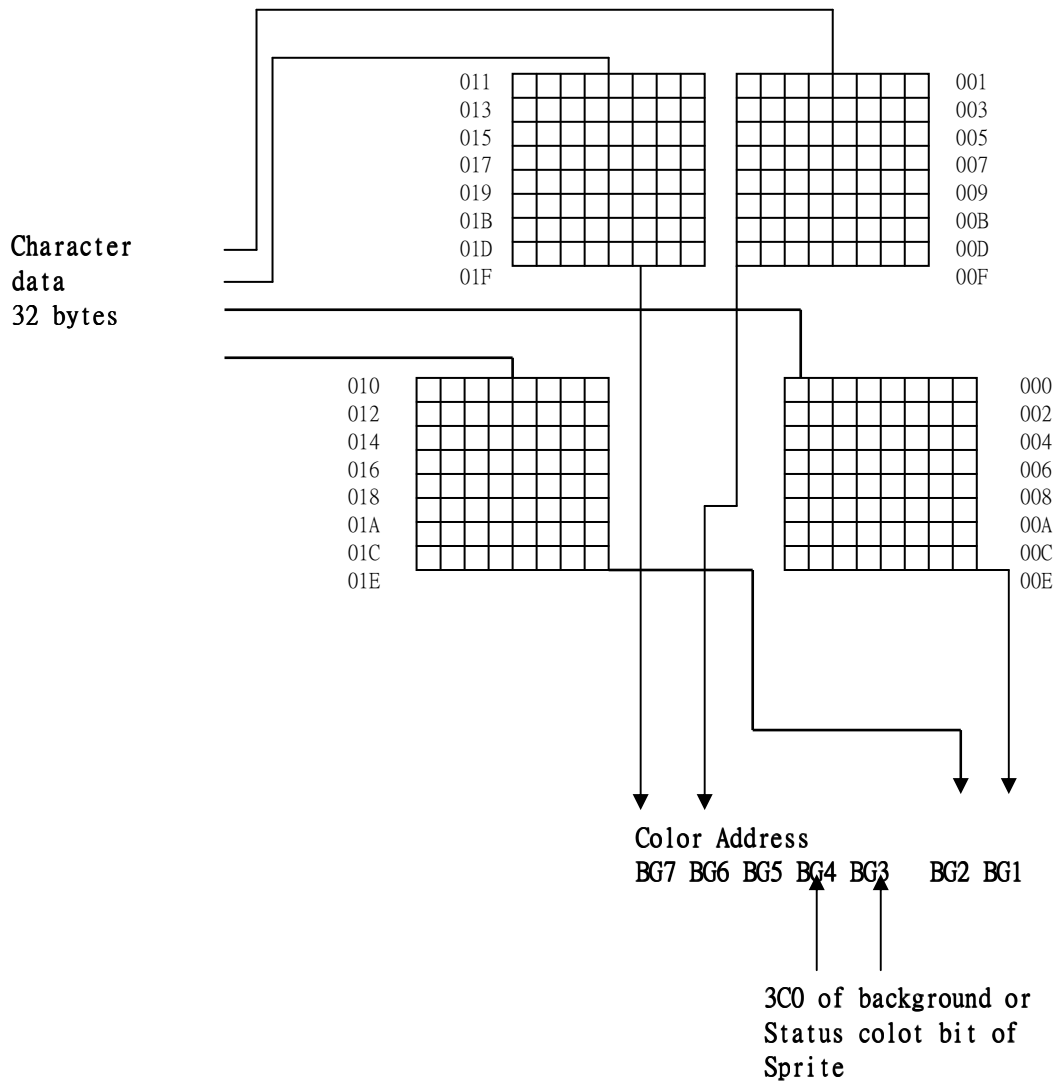 011
013
015
017
019
01B
01D
01F
001
003
005
007
009
00B
00D
00F
Character
data
32 bytes
010
012
014
016
018
01A
01C
01E
000
002
004
006
008
00A
00C
00E
Color Address
BG7 BG6 BG5 BG4 BG3 BG2 BG1
3C0 of background or
Status colot bit of
Sprite